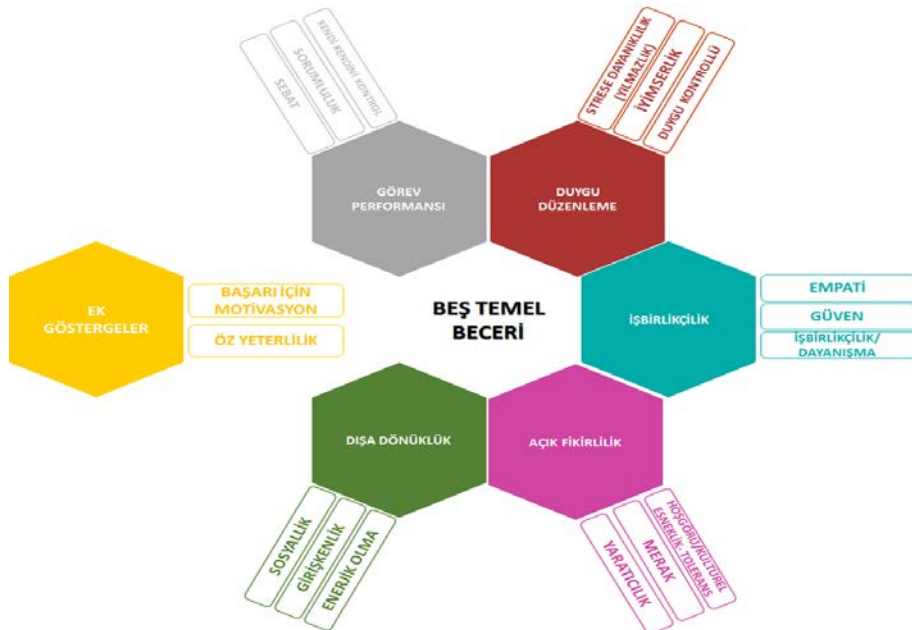 KENDİ KENDİNİ KONTROL
SORUMLULUK
SEBAT
STRESE DAYANIKLILIK
(YILMAZLIK)
İYİMSERLİK
DUYGU KONTROLLÜ
GÖREV
PERFORMANSI
DUYGU
DÜZENLEME
EK
GÖSTERGELER
BAŞARI İÇİN
MOTİVASYON
ÖZ YETERLİLİK
BEŞ TEMEL
BECERİ
İŞBİRLİKÇİLİK
EMPATİ
GÜVEN
İŞBİRLİKÇİLİK/
DAYANIŞMA
DIŞA DÖNÜKLÜK
AÇIK FİKİRLİLİK
SOSYALLİK
GİRİŞKENLİK
ENERJİK OLMA
YARATICILIK
MERAK
HOŞGÖRÜ/KÜLTÜREL
ESNEKLİK- TOLERANS